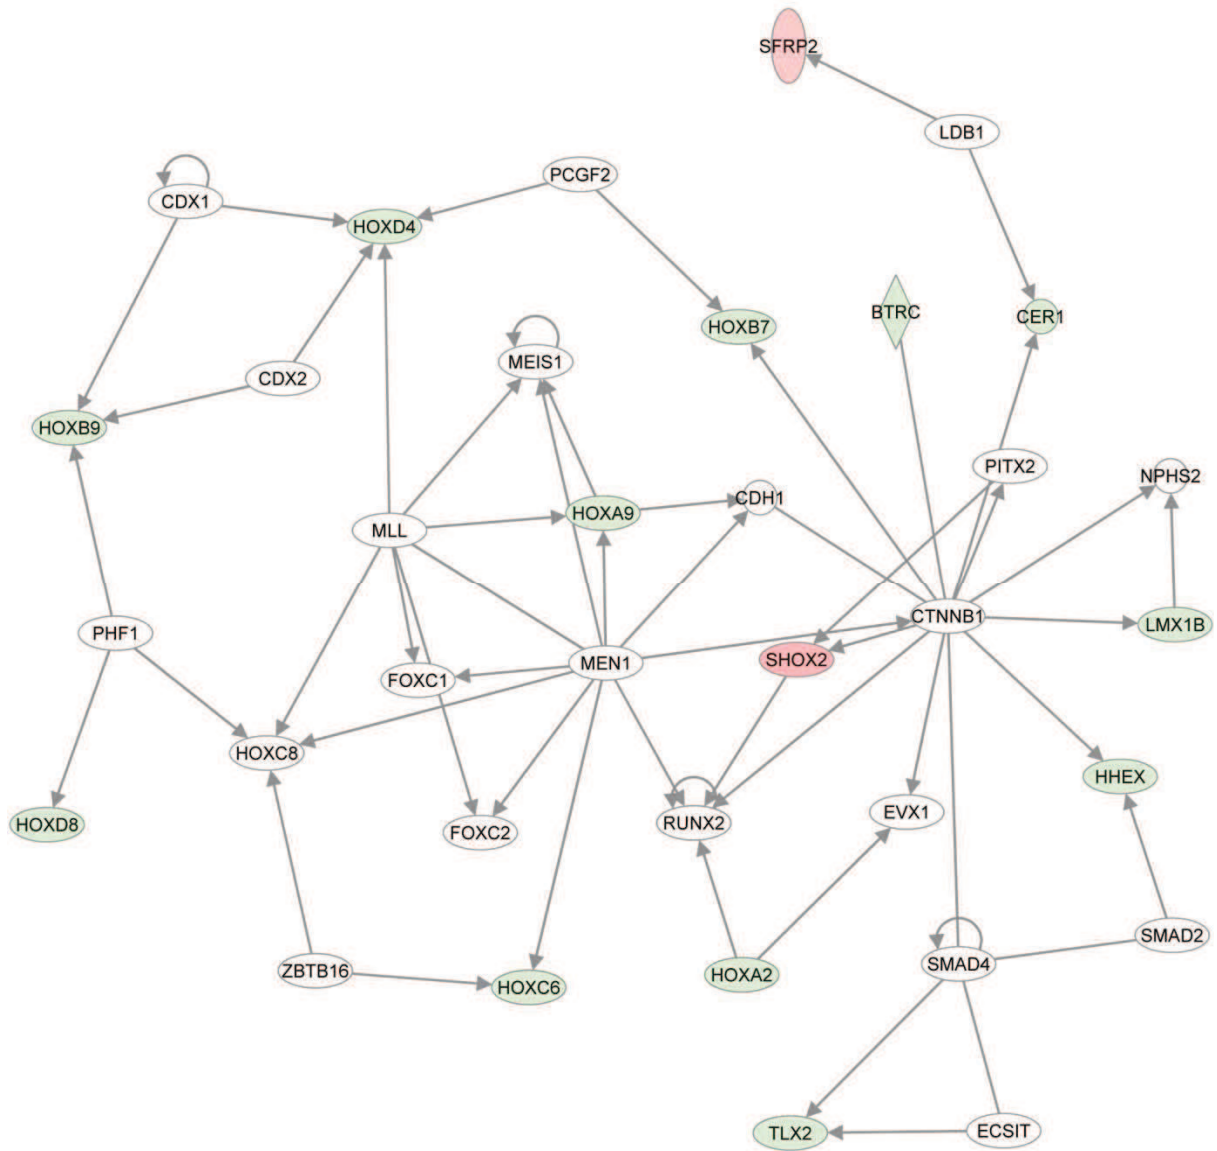 SFRP2
LDB1
PCGF2
CDX1
HOXD4
BTRC
CER1
HOXB7
MEIS1
CDX2
HOXB9
PITX2
NPHS2
CDH1
HOXA9
MLL
CTNNB1
LMX1B
PHF1
SHOX2
MEN1
FOXC1
HOXC8
HHEX
EVX1
HOXD8
RUNX2
FOXC2
SMAD2
SMAD4
ZBTB16
HOXA2
HOXC6
TLX2
ECSIT